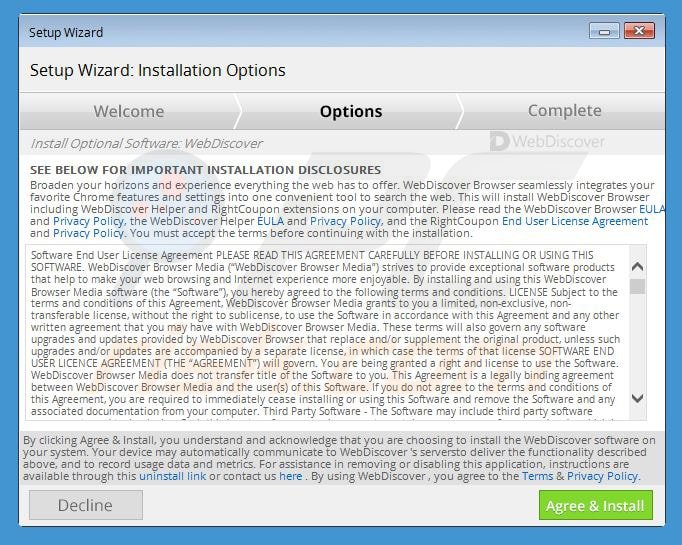 Setup Wizard
Setup Wizard: Installation Options
Welcome
Options
Complete
Install Optional Software: WebDiscover
WebDiscover
SEE BELOW FOR IMPORTANT INSTALLATION DISCLOSURES
Broaden your horizons and experience everything the web has to offer. WebDiscover Browser seamlessly integrates your
favorite Chrome features and settings into one convenient tool to search the web. This will install WebDiscover Browser
including WebDiscover Helper and RightCoupon extensions on your computer. Please read the WebDiscover Browser EULA
and Privacy Policy, the WebDiscover Helper EULA and Privacy Policy, and the RightCoupon End User License Agreement
and Privacy Policy. You must accept the terms before continuing with the installation.
Software End User License Agreement PLEASE READ THIS AGREEMENT CAREFULLY BEFORE INSTALLING OR USING THIS
SOFTWARE. WebDiscover Browser Media (“WebDiscover Media”) strives to provide exceptional software products
that help to make your web browsing and Internet experience more enjoyable. By installing and using this WebDiscover
Browser Media software (the “Software”), you hereby agreed to the following terms and conditions. LICENSE Subject to the
terms and conditions of this Agreement, WebDiscover Browser Media grants to you a limited, non-exclusive, non-
transferable license, without the right to sublicense, to use the Software in accordance with this Agreement and any other
written agreement that you may have with WebDiscover Browser Media. These terms will also govern any software
upgrades and updates provided by WebDiscover Browser that replace and/or supplement the original product, unless such
upgrades and/or updates are accompanied by a separate license, in which case the terms of that license SOFTWARE END
USER LICENCE AGREEMENT (THE “AGREEMENT”) will govern. You are being granted a right and license to use the Software.
WebDiscover Browser Media does not transfer title of the Software to you. This Agreement is a legally binding agreement
between WebDiscover Browser Media and the user(s) of this Software. If you do not agree to the terms and conditions of
this Agreement, you are required to immediately cease installing or using this Software and remove the Software and any
associated documentation from your computer. Third Party Software - The Software may include third party software
By clicking Agree & Install, you understand and acknowledge that you are choosing to install the WebDiscover software on
your system. Your device may automatically communicate to WebDiscover 's serversto deliver the functionality described
above, and to record usage data and metrics. For assistance in removing or disabling this application, instructions are
available through this uninstall link or contact us here . By using WebDiscover , you agree to the Terms & Privacy Policy.
Decline
Agree & Install